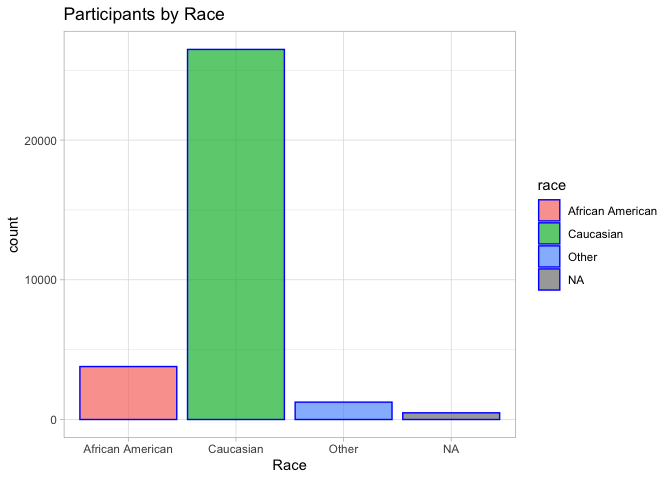 Participants by Race
count
20000
10000
0
African American
Caucasian
Other
NA
Race
race
African American
Caucasian
Other
NA